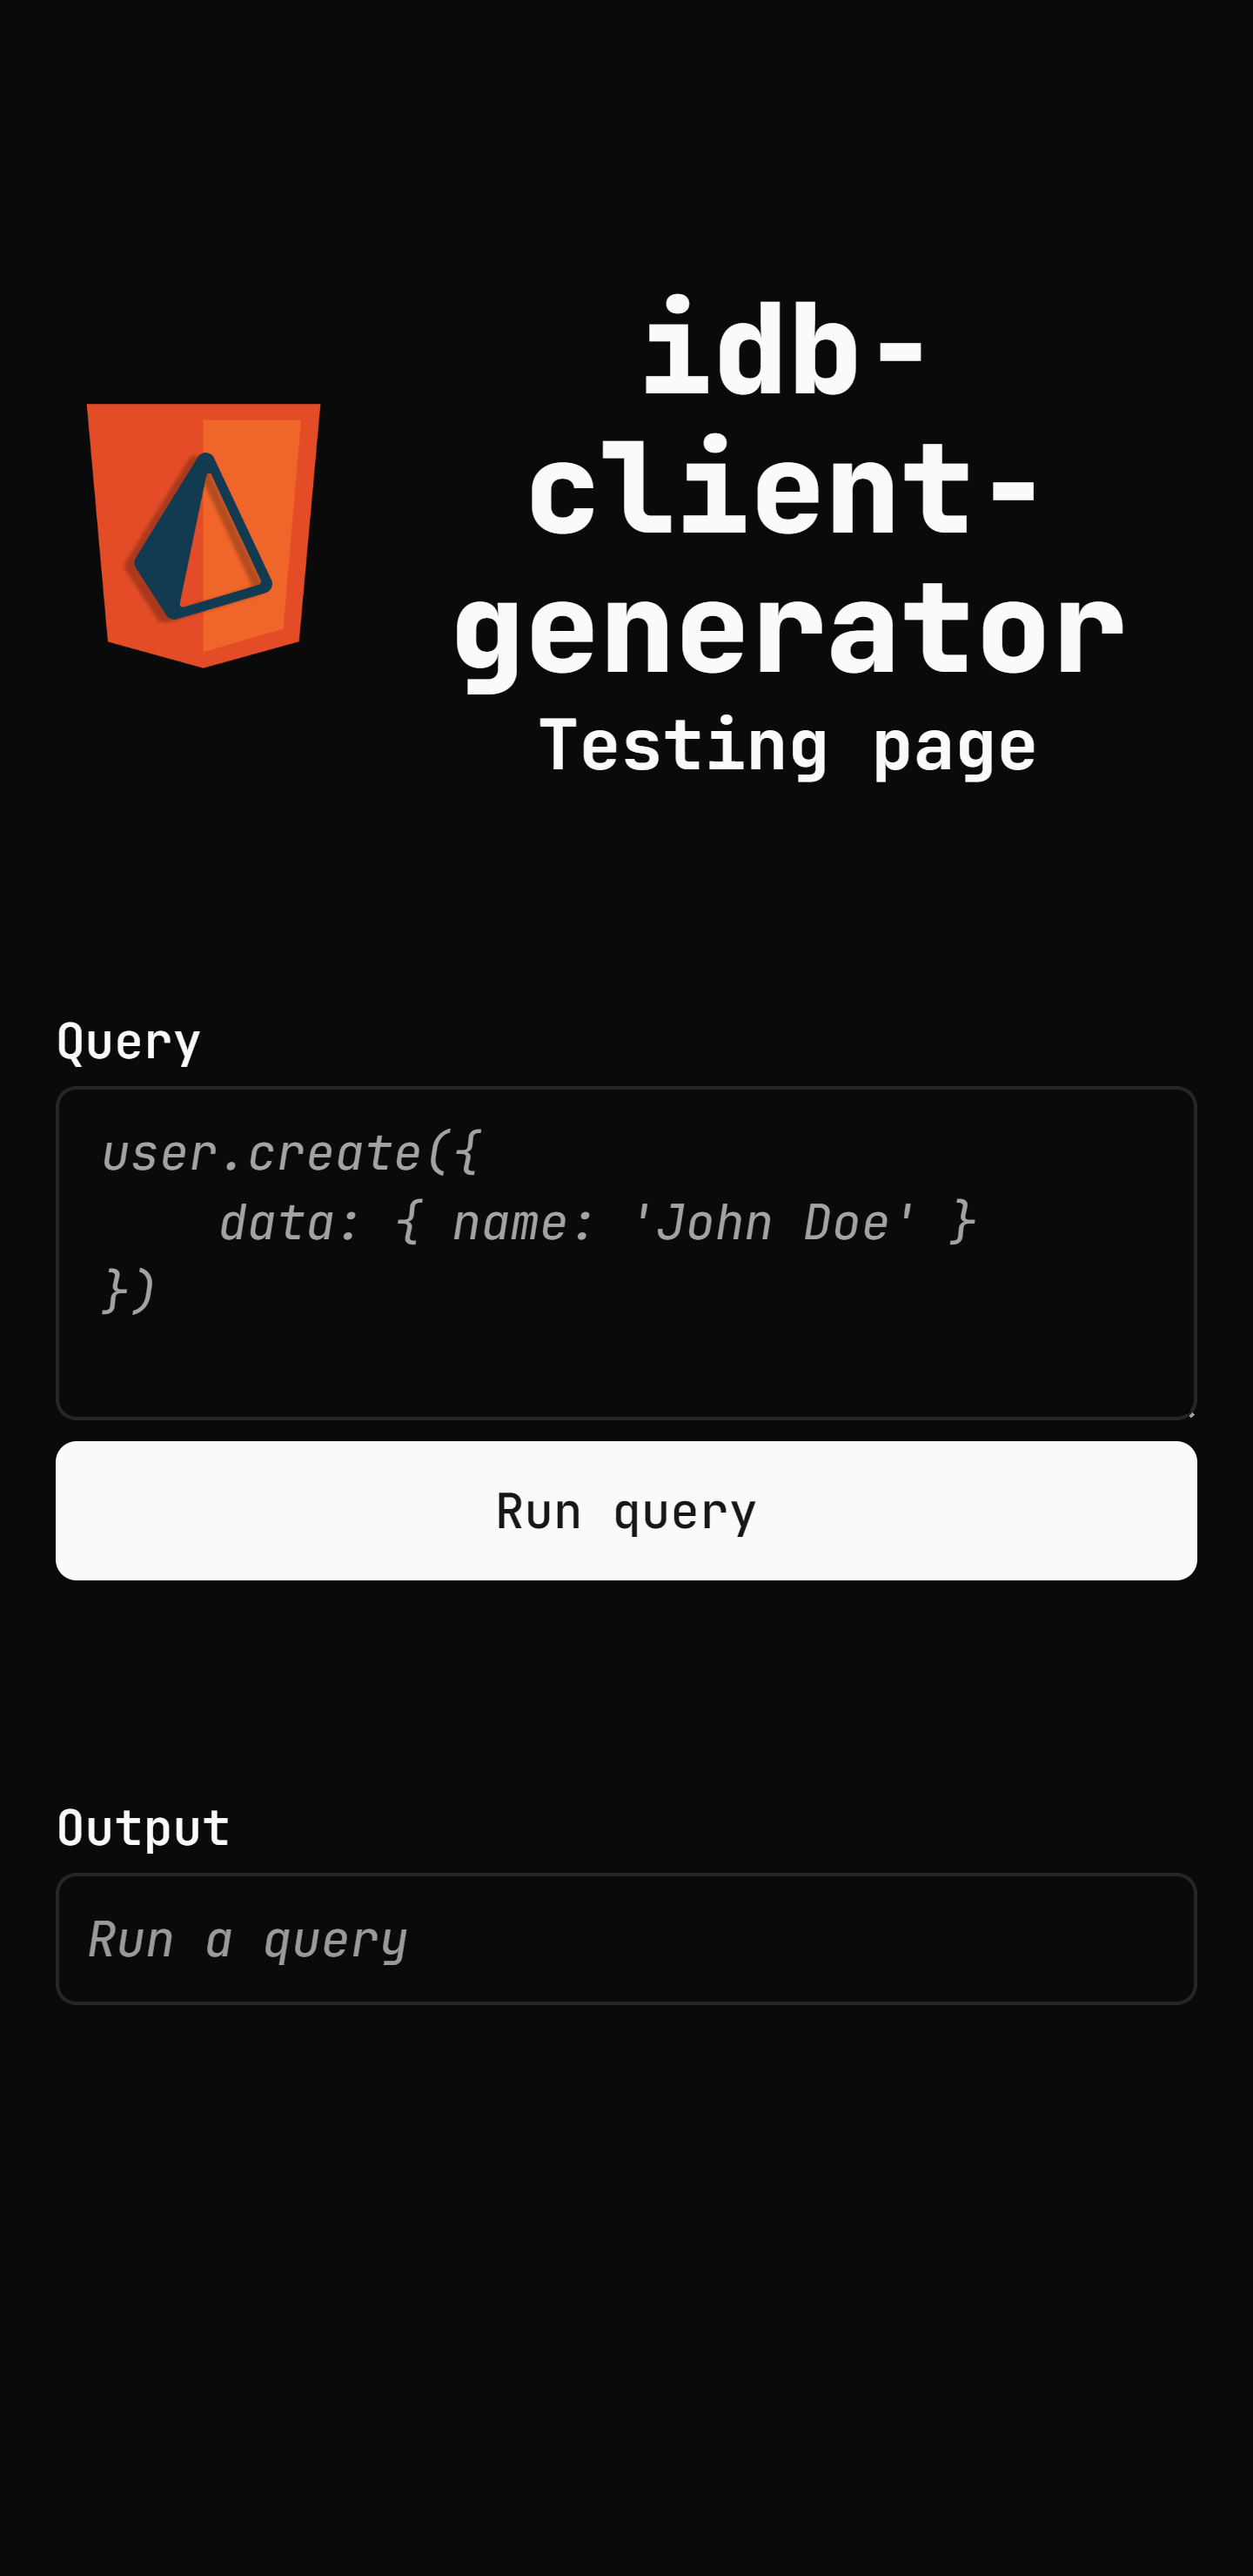 idb-
client-
generator
Testing page
Query
user.create({
    data: { name: 'John Doe' }
})
Run query
Output
Run a query